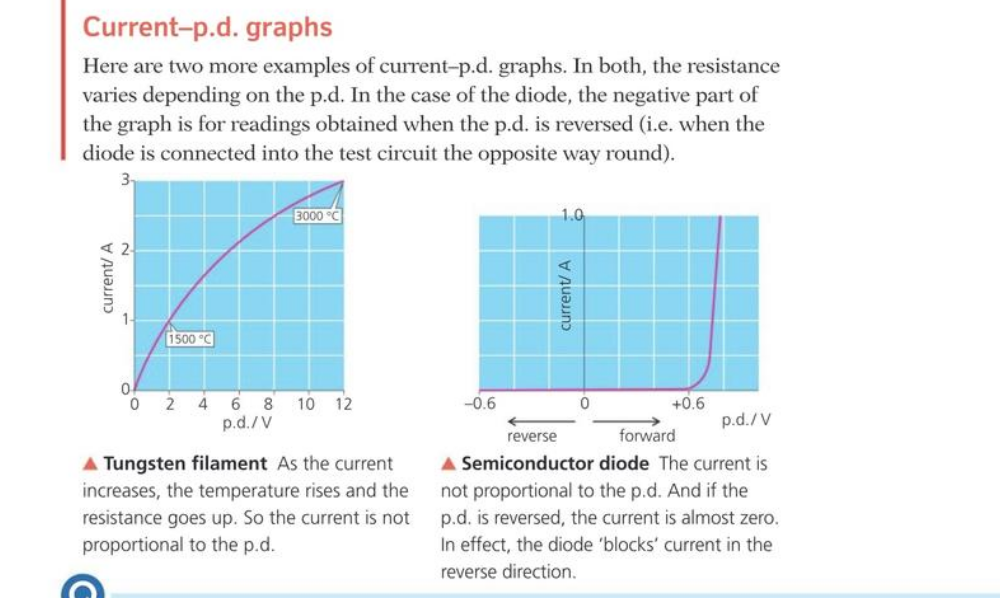 Current–p.d. graphs
Here are two more examples of current–p.d. graphs. In both, the resistance
varies depending on the p.d. In the case of the diode, the negative part of
the graph is for readings obtained when the p.d. is reversed (i.e. when the
diode is connected into the test circuit the opposite way round).
3
2
1
0
current/ A
3000 °C
1500 °C
0 2 4 6 8 10 12
p.d./ V
1.0
current/ A
–0.6 0 +0.6
p.d./ V
reverse forward
▲ Tungsten filament As the current
increases, the temperature rises and the
resistance goes up. So the current is not
proportional to the p.d.
▲ Semiconductor diode The current is
not proportional to the p.d. And if the
p.d. is reversed, the current is almost zero.
In effect, the diode ‘blocks’ current in the
reverse direction.